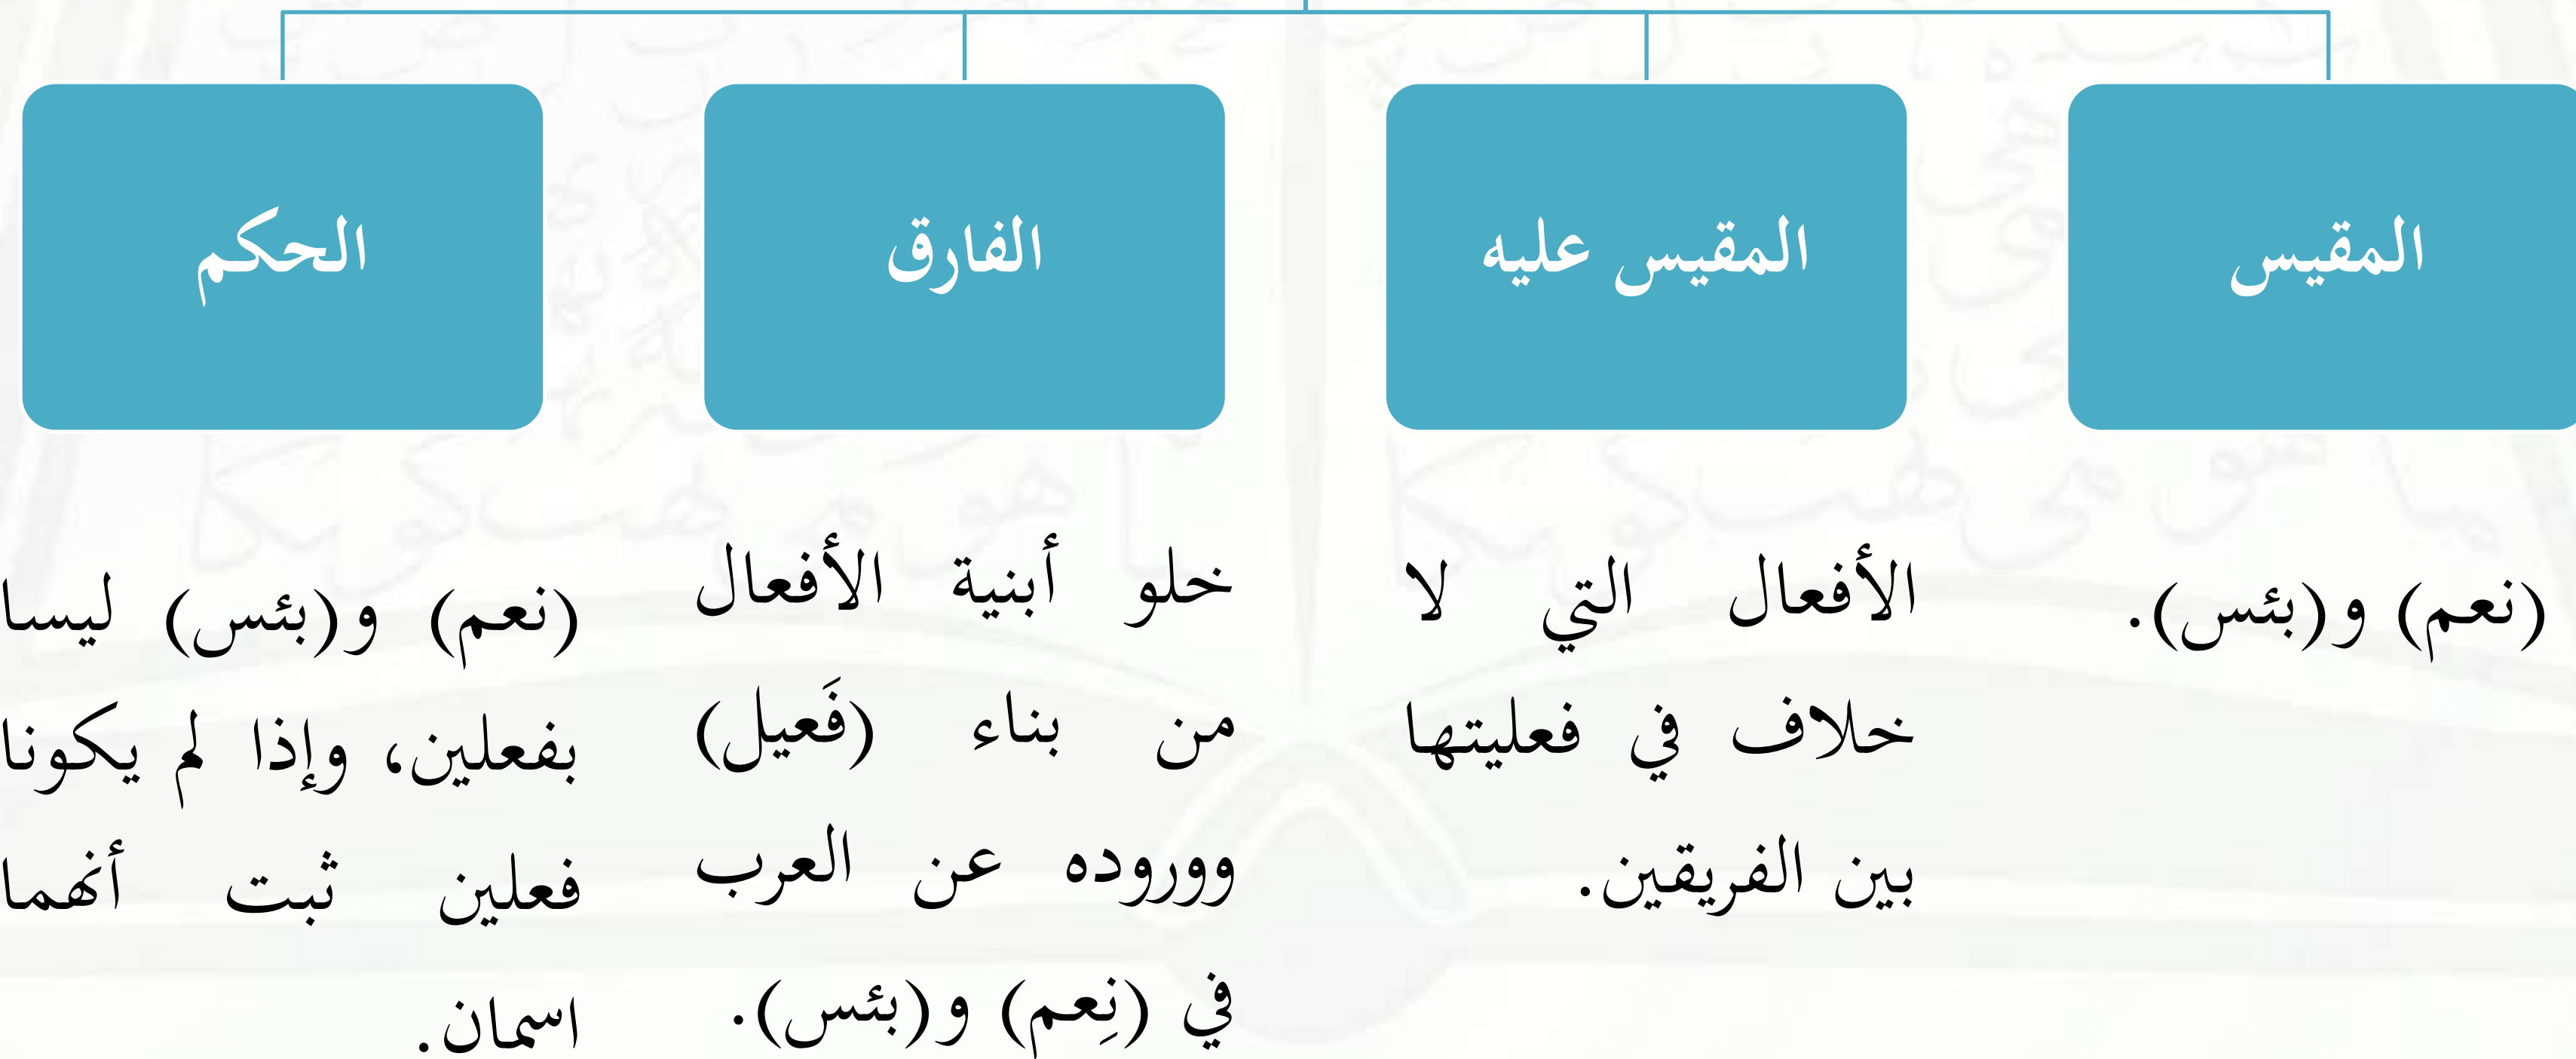 المقيس
المقيس عليه
الفارق
الحكم
(نعم) و(بئس).
الأفعال التي لا
خلاف في فعليتها
بين الفريقين.
خلو أبنية الأفعال
من بناء (فَعيل)
ووروده عن العرب
في (نِعم) و(بئس).
(نعم) و(بئس) ليسا
بفعلين، وإذا لم يكونا
فعلين ثبت أنهما
اسمان.